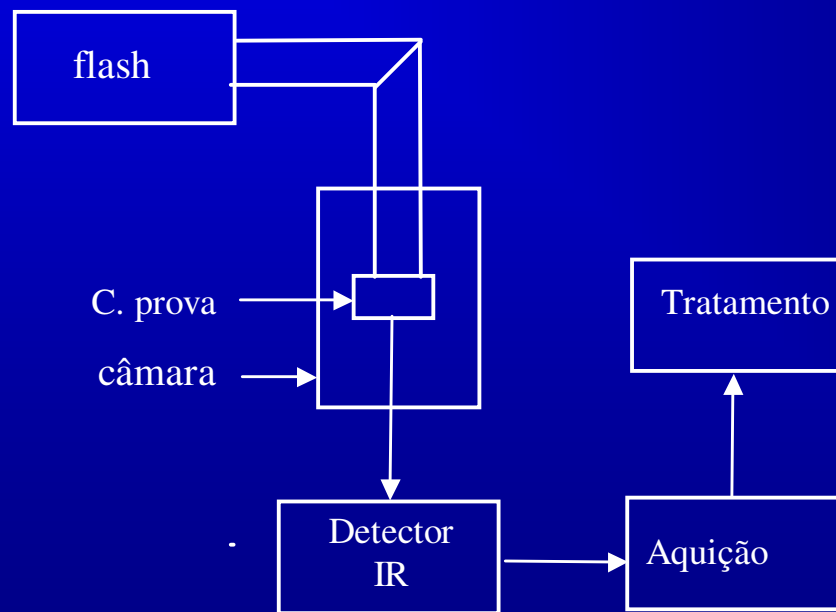 flash
C. prova
câmara
Tratamento
Detector
IR
Aquição